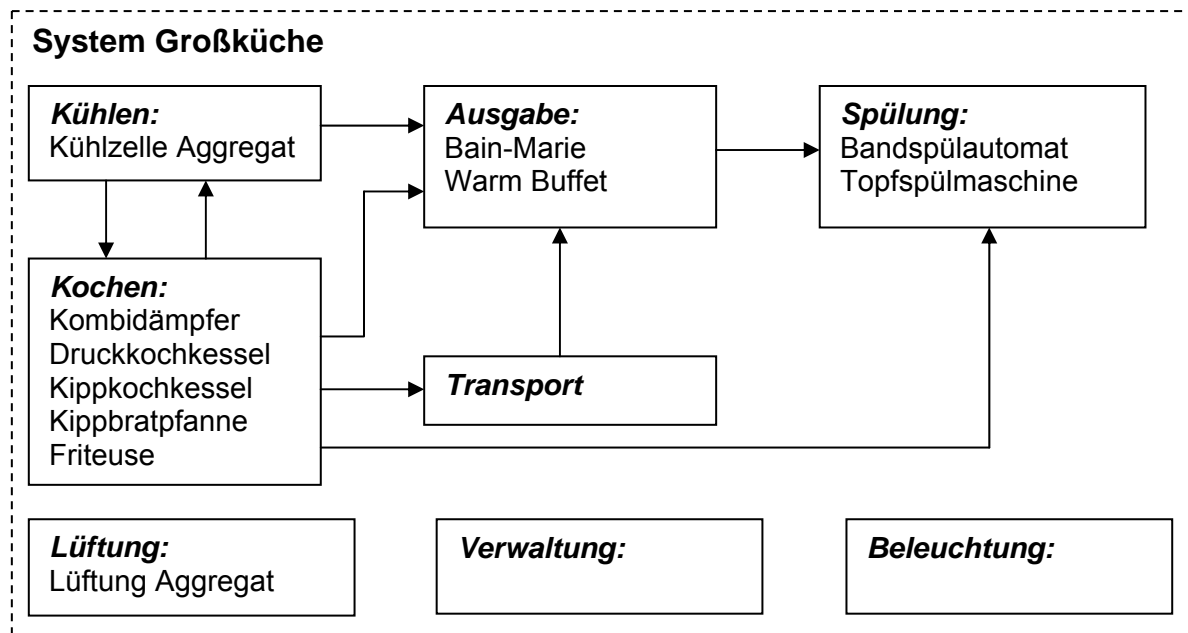 System Großküche
Kühlen:
Kühlzelle Aggregat
Ausgabe:
Bain-Marie
Warm Buffet
Spülung:
Bandspülautomat
Topfspülmaschine
Kochen:
Kombidämpfer
Druckkochkessel
Kippkochkessel
Kippbratpfanne
Friteuse
Transport
Lüftung:
Lüftung Aggregat
Verwaltung:
Beleuchtung: